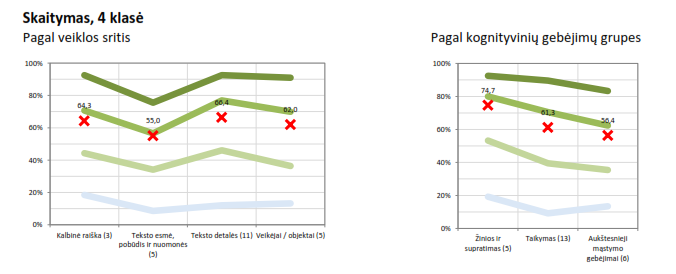 Skaitymas, 4 klasė
Pagal veiklos sritis
100%
80%
60%
40%
20%
0%
64,3
55,0
66,4
62,0
Kalbinė raiška (3)
Teksto esmė,
pobūdis ir nuomonės
(5)
Teksto detalės (11)
Veikėjai / objektai (5)
Pagal kognityvinių gebėjimų grupes
100%
80%
60%
40%
20%
0%
74,7
61,3
56,4
Žinios ir
supratimas (5)
Taikymas (13)
Aukštesnieji
mąstymo
gebėjimai (6)